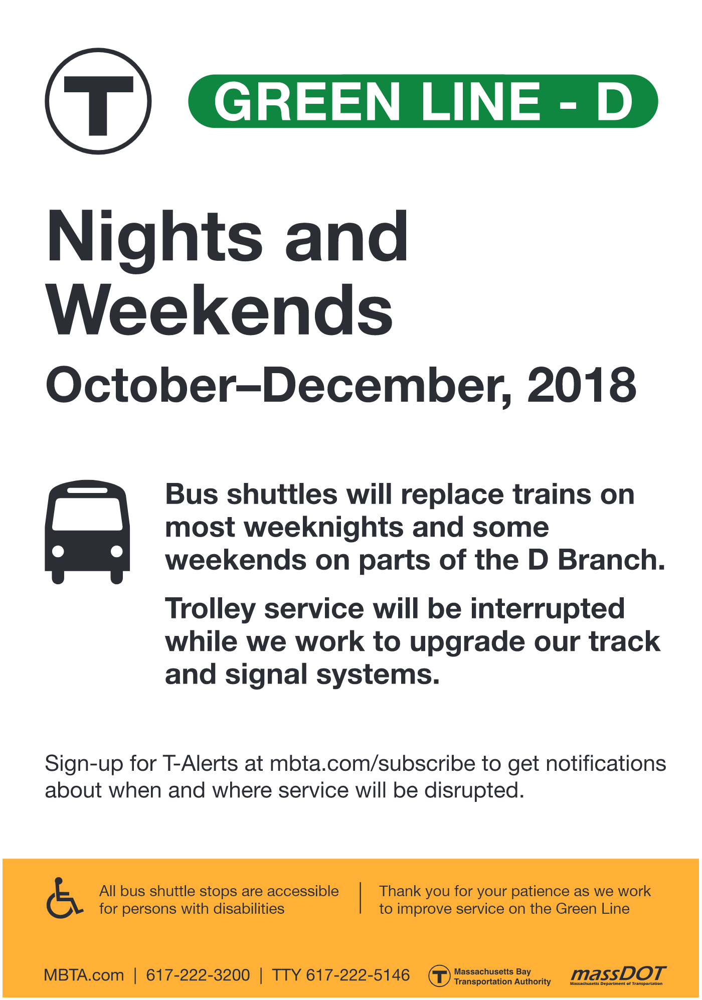 T
GREEN LINE - D
Nights and
Weekends
October–December, 2018
Bus shuttles will replace trains on
most weeknights and some
weekends on parts of the D Branch.
Trolley service will be interrupted
while we work to upgrade our track
and signal systems.
Sign-up for T-Alerts at mbta.com/subscribe to get notifications
about when and where service will be disrupted.
All bus shuttle stops are accessible
for persons with disabilities
Thank you for your patience as we work
to improve service on the Green Line
MBTA.com | 617-222-3200 | TTY 617-222-5146
T
Massachusetts Bay
Transportation Authority
massDOT
Massachusetts Department of Transportation